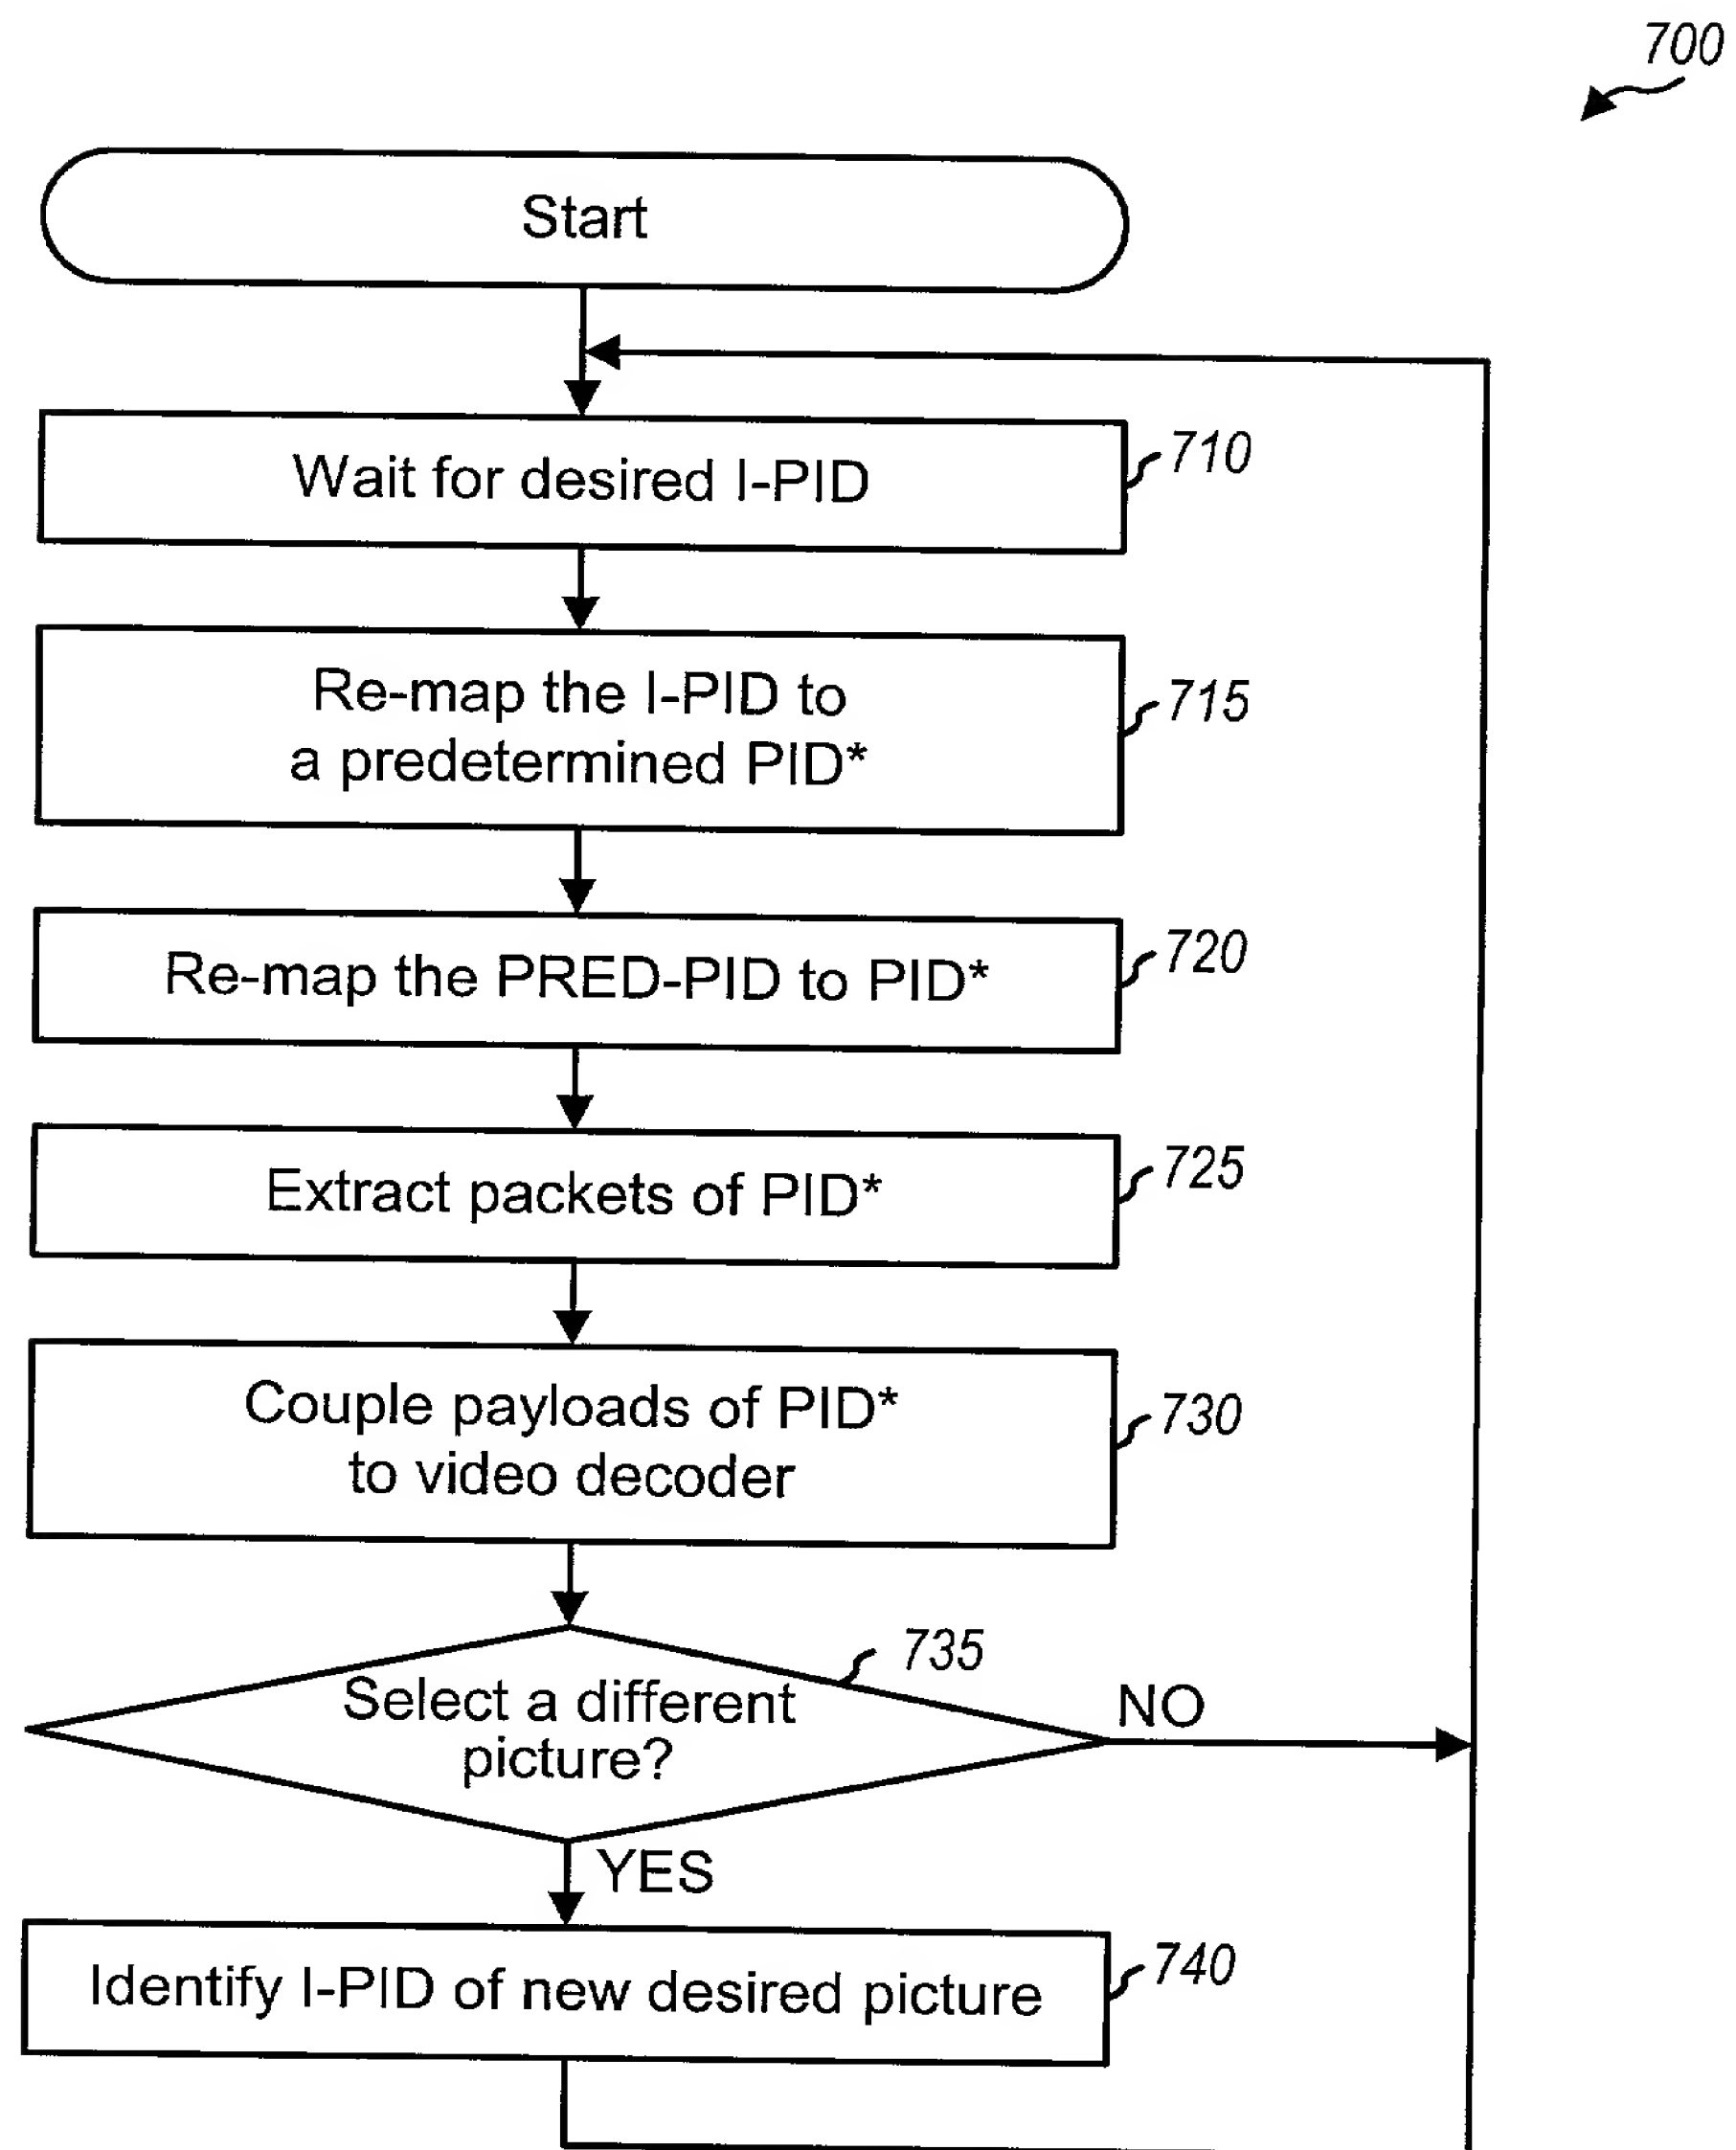 700
Start
Wait for desired I-PID
710
Re-map the I-PID to
a predetermined PID*
715
Re-map the PRED-PID to PID*
720
Extract packets of PID*
725
Couple payloads of PID*
to video decoder
730
735
Select a different
picture?
NO
YES
Identify I-PID of new desired picture
740